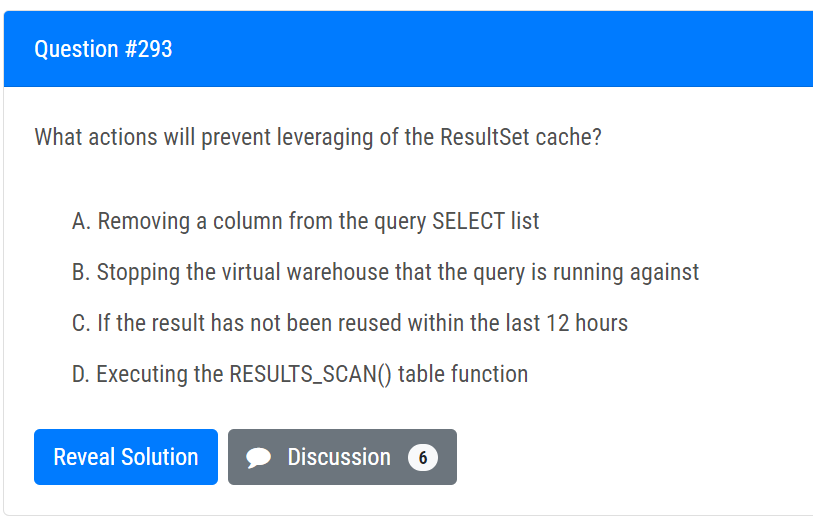 Question #293
What actions will prevent leveraging of the ResultSet cache?
A. Removing a column from the query SELECT list
B. Stopping the virtual warehouse that the query is running against
C. If the result has not been reused within the last 12 hours
D. Executing the RESULTS_SCAN() table function
Reveal Solution Discussion 6